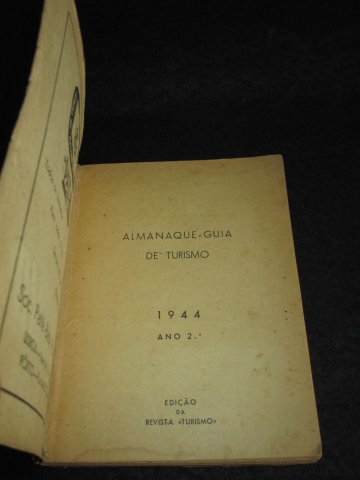 ALMANAQUE-GUIA
DE TURISMO
1944
ANO 2.º
EDIÇÃO
DA
REVISTA «TURISMO»